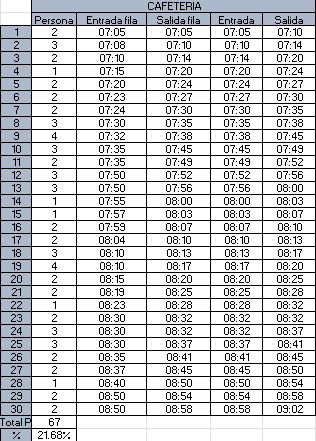 CAFETERIA
Persona Entrada fila Salida fila Entrada Salida
1 2 07:05 07:05 07:05 07:10
2 3 07:08 07:10 07:10 07:14
3 2 07:10 07:14 07:14 07:20
4 1 07:15 07:20 07:20 07:24
5 2 07:20 07:24 07:24 07:27
6 2 07:23 07:27 07:27 07:30
7 2 07:24 07:30 07:30 07:35
8 3 07:30 07:35 07:35 07:38
9 4 07:32 07:38 07:38 07:45
10 3 07:35 07:45 07:45 07:49
11 2 07:35 07:49 07:49 07:52
12 3 07:50 07:52 07:52 07:56
13 3 07:50 07:56 07:56 08:00
14 1 07:55 08:00 08:00 08:03
15 1 07:57 08:03 08:03 08:07
16 2 07:59 08:07 08:07 08:10
17 2 08:04 08:10 08:10 08:13
18 3 08:10 08:13 08:13 08:17
19 4 08:10 08:17 08:17 08:20
20 2 08:15 08:20 08:20 08:25
21 2 08:19 08:25 08:25 08:28
22 1 08:23 08:28 08:28 08:32
23 2 08:30 08:32 08:32 08:32
24 3 08:30 08:32 08:32 08:37
25 3 08:30 08:37 08:37 08:41
26 2 08:35 08:41 08:41 08:45
27 2 08:37 08:45 08:45 08:50
28 1 08:40 08:50 08:50 08:54
29 2 08:50 08:54 08:54 08:58
30 2 08:50 08:58 08:58 09:02
Total P 67
% 21.68%